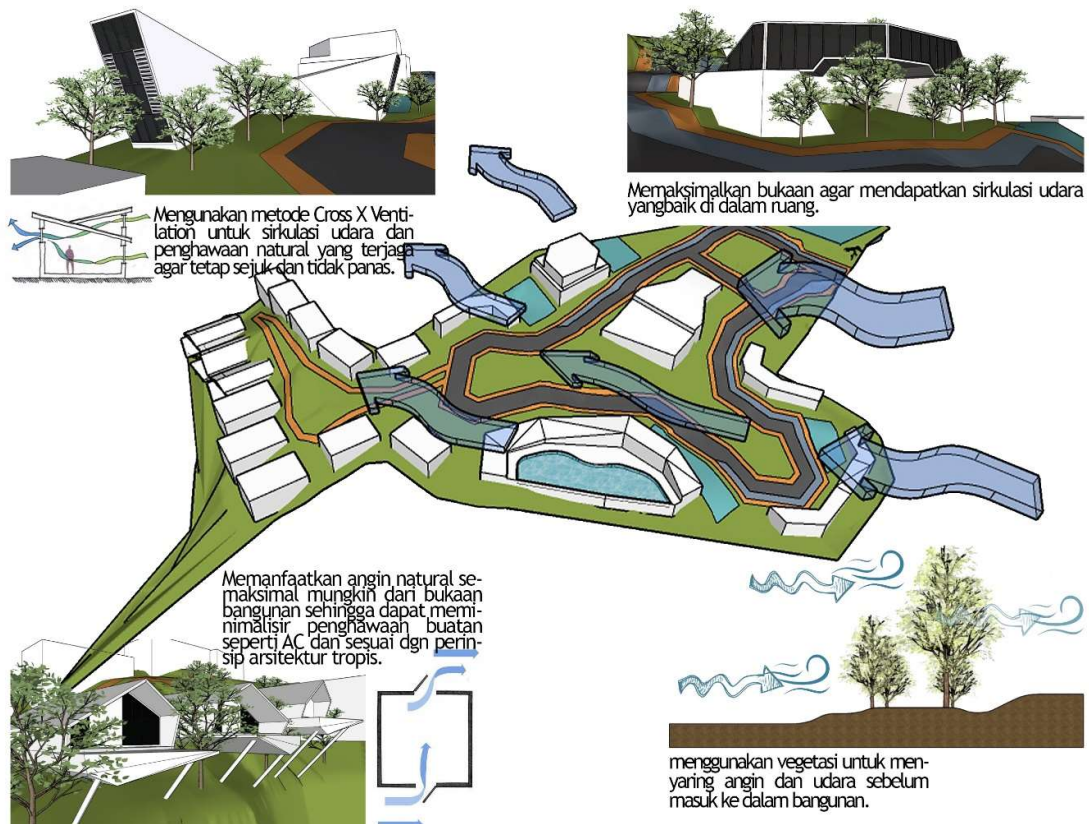 Memaksimalkan bukaan agar mendapatkan sirkulasi udara
yangbaik di dalam ruang.
Mengunakan metode Cross X Venti-
lation untuk sirkulasi udara dan
penghawaan natural yang terjaga
agar tetap sejuk dan tidak panas.
Memanfaatkan angin natural se-
maksimal mungkin dari bukaan
bangunan sehingga dapat memi-
nimalisir penghawaan buatan
seperti AC dan sesuai dgn perin-
sip arsitektur tropis.
menggunakan vegetasi untuk men-
yaring angin dan udara sebelum
masuk ke dalam bangunan.